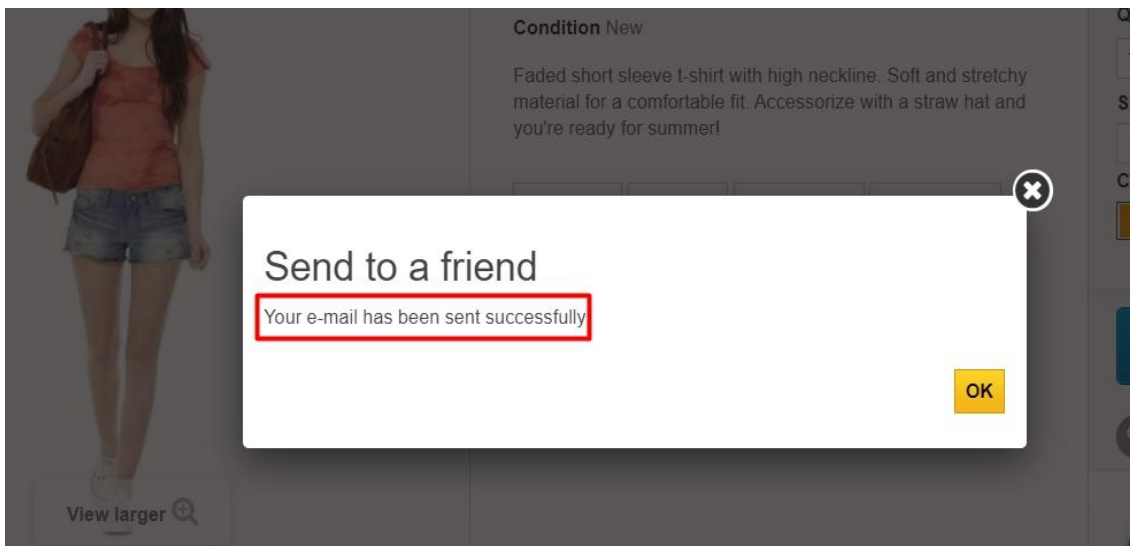 Condition New
Faded short sleeve t-shirt with high neckline. Soft and stretchy
material for a comfortable fit. Accessorize with a straw hat and
you're ready for summer!
Send to a friend
Your e-mail has been sent successfully
OK
View larger